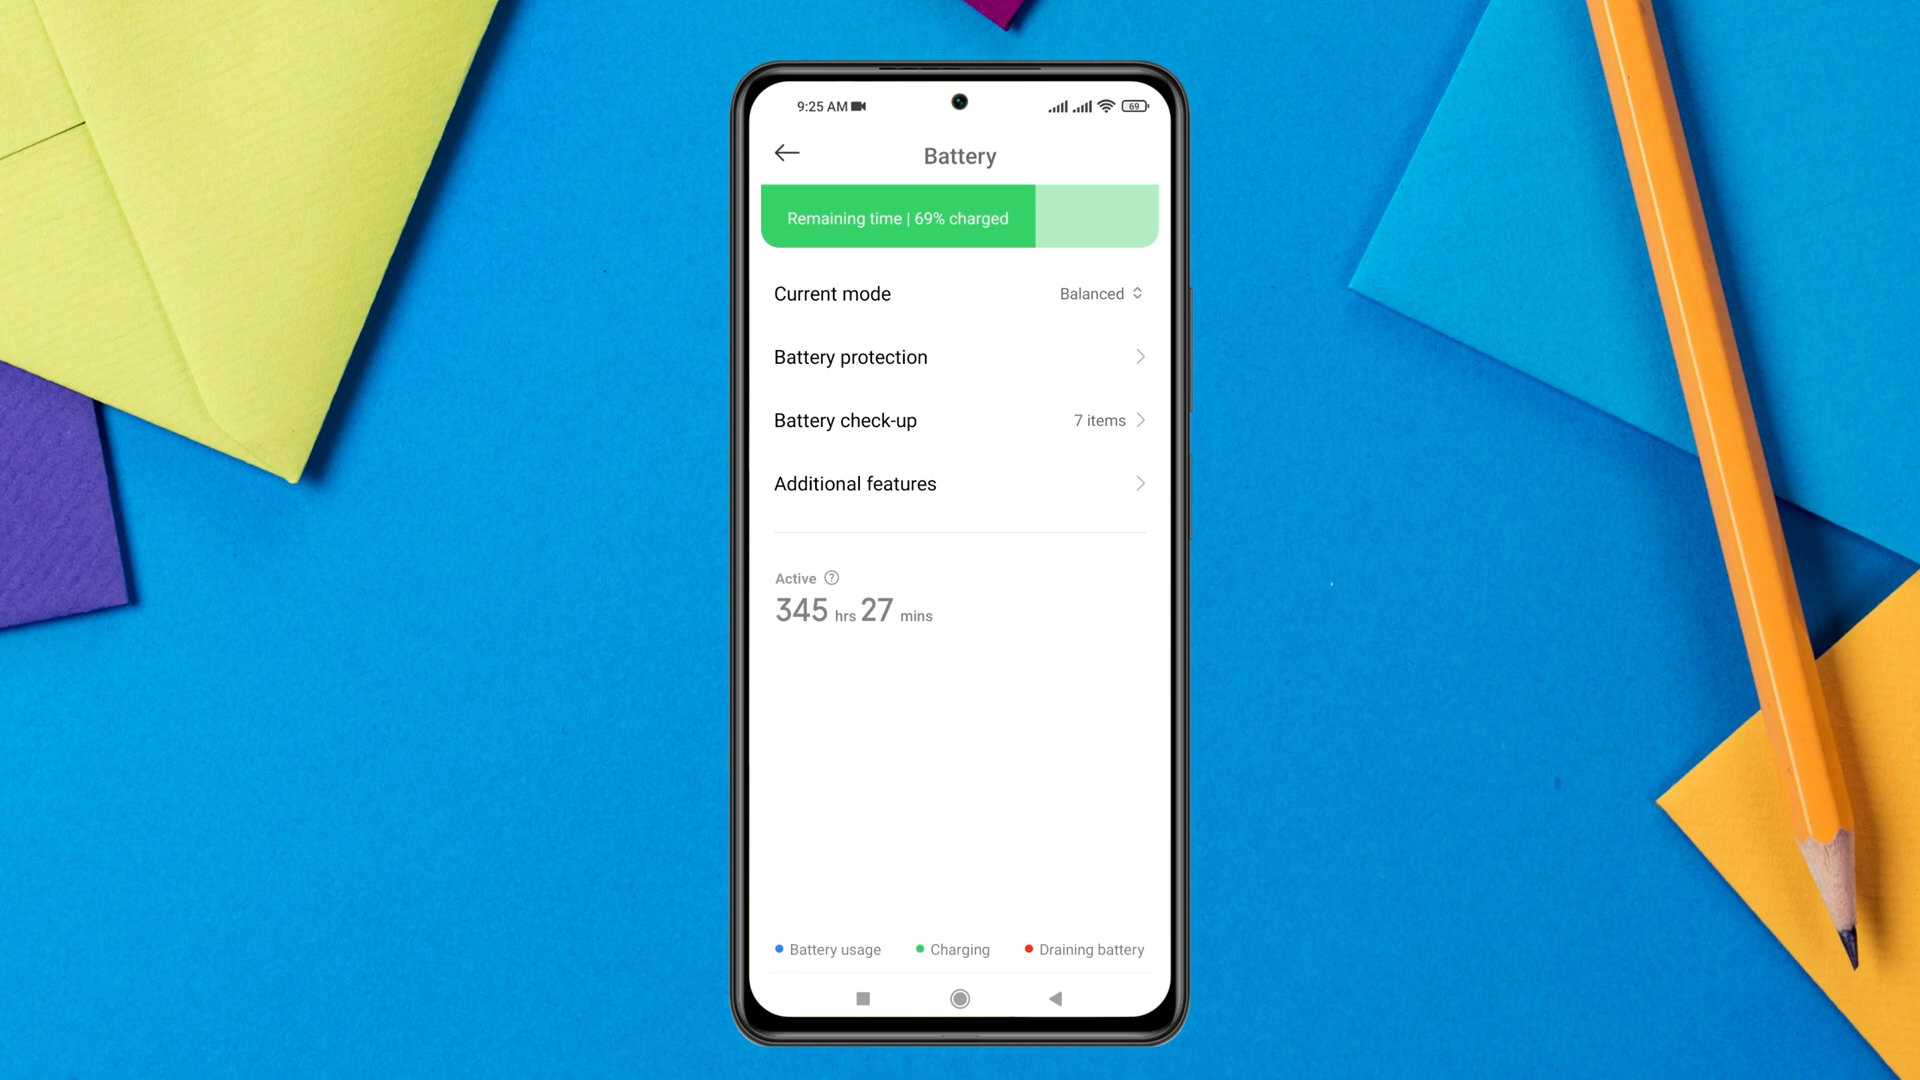 9:25 AM
69
Battery
Remaining time | 69% charged
Current mode Balanced
Battery protection
Battery check-up 7 items
Additional features
Active ?
345 hrs 27 mins
Battery usage Charging Draining battery